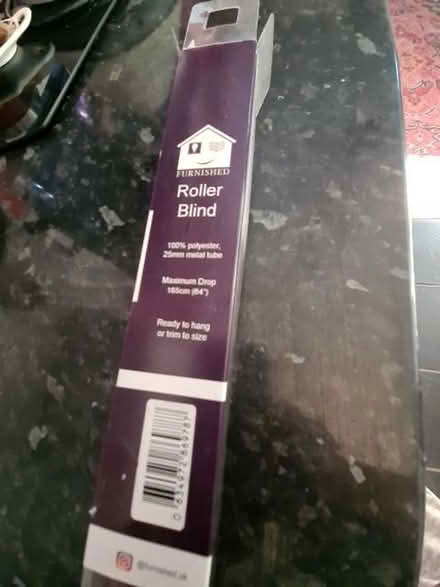 FURNISHED
Roller
Blind
100% polyester,
25mm metal tube
Maximum Drop
165cm (64")
Ready to hang
or trim to size
@furnished.uk